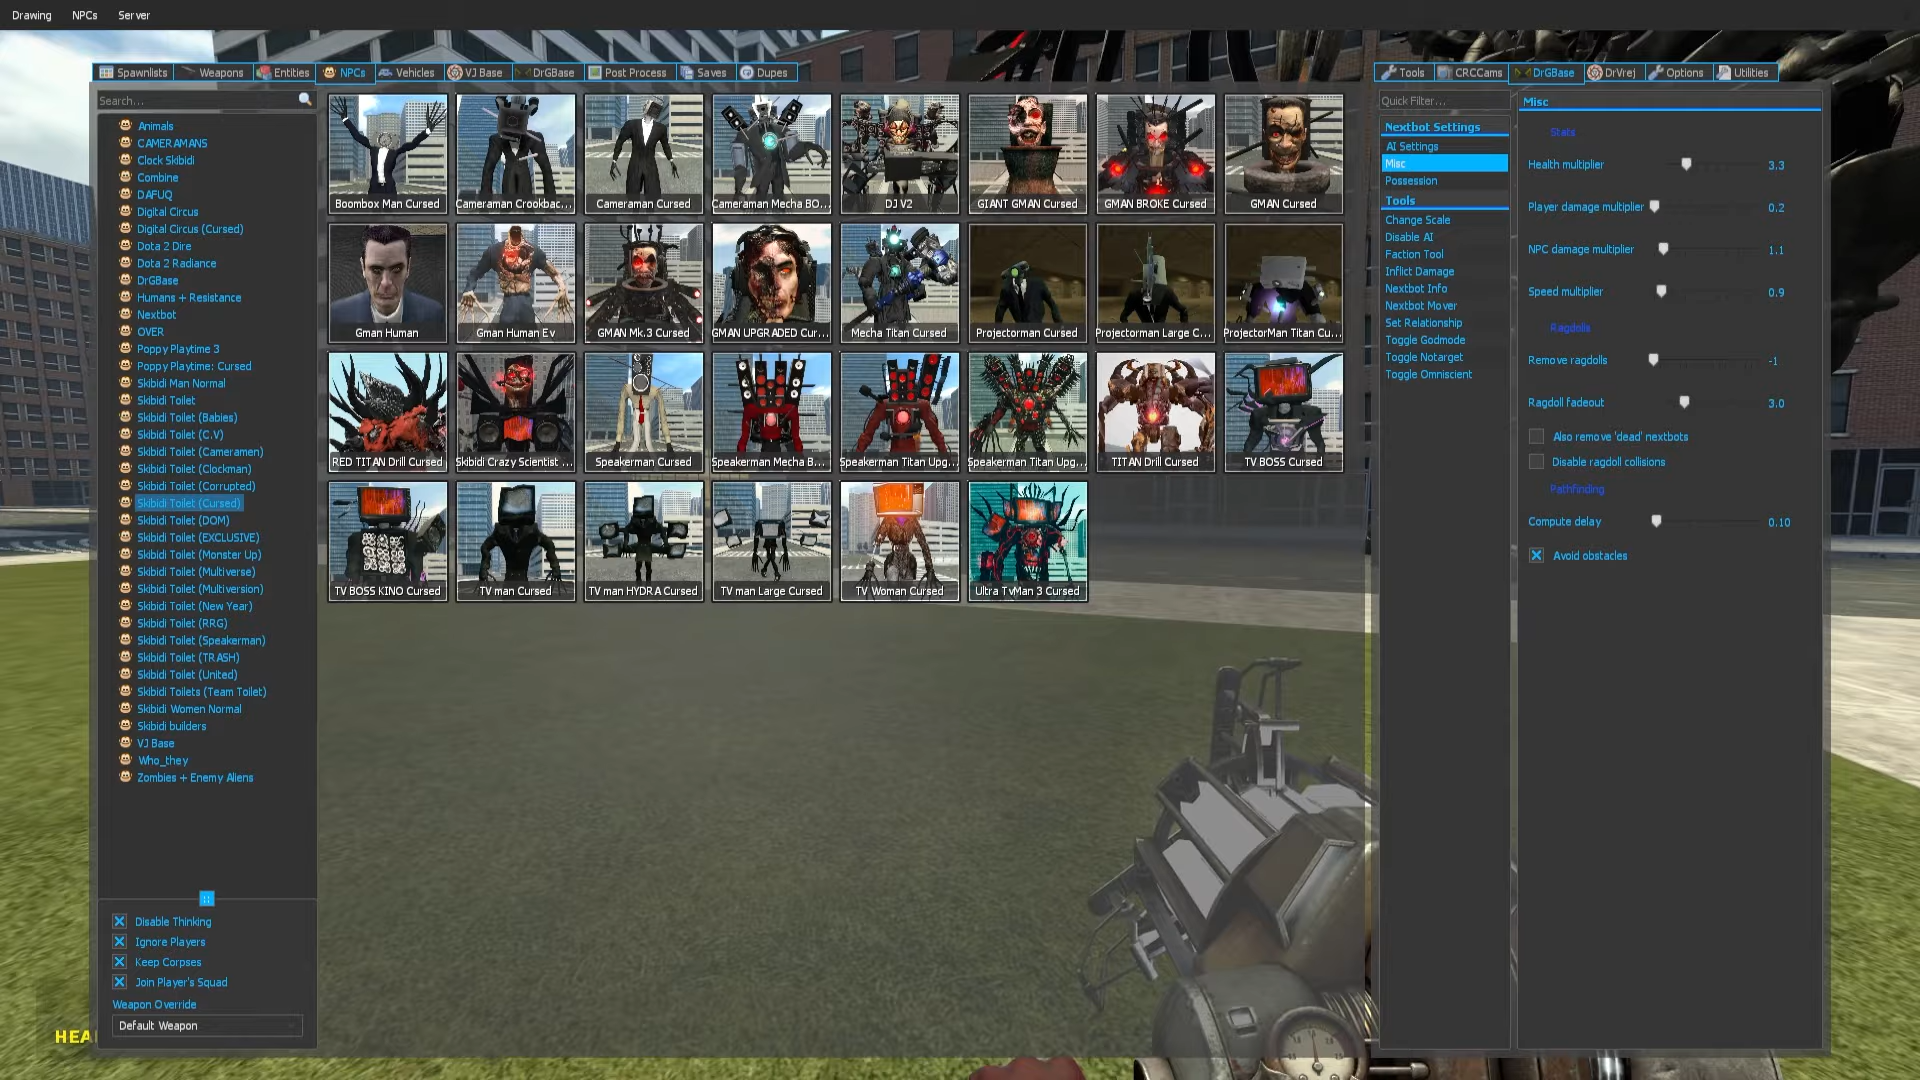 Drawing NPCs Server
Spawnlists Weapons Entities NPCs Vehicles VJ Base DrGBase Post Process Saves Dupes
Tools CRCCams DrGBase DrVrej Options Utilities
Search...
Animals
CAMERAMANS
Clock Skibidi
Combine
DAFUQ
Digital Circus
Digital Circus (Cursed)
Dota 2 Dire
Dota 2 Radiance
DrGBase
Humans + Resistance
Nextbot
OVER
Poppy Playtime 3
Poppy Playtime: Cursed
Skibidi Man Normal
Skibidi Toilet
Skibidi Toilet (Babies)
Skibidi Toilet (C.V)
Skibidi Toilet (Cameramen)
Skibidi Toilet (Clockman)
Skibidi Toilet (Corrupted)
Skibidi Toilet (Cursed)
Skibidi Toilet (DOM)
Skibidi Toilet (EXCLUSIVE)
Skibidi Toilet (Monster Up)
Skibidi Toilet (Multiverse)
Skibidi Toilet (Multiversion)
Skibidi Toilet (New Year)
Skibidi Toilet (RRG)
Skibidi Toilet (Speakerman)
Skibidi Toilet (TRASH)
Skibidi Toilet (United)
Skibidi Toilets (Team Toilet)
Skibidi Women Normal
Skibidi builders
VJ Base
Who_they
Zombies + Enemy Aliens
Disable Thinking
Ignore Players
Keep Corpses
Join Player's Squad
Weapon Override
Default Weapon
HEA
Boombox Man Cursed Cameraman Crookbac... Cameraman Cursed Cameraman Mecha BO... DJ V2 GIANT GMAN Cursed GMAN BROKE Cursed GMAN Cursed
Gman Human Gman Human Ev GMAN Mk.3 Cursed GMAN UPGRADED Cur... Mecha Titan Cursed Projectorman Cursed Projectorman Large C... ProjectorMan Titan Cu...
RED TITAN Drill Cursed Skibidi Crazy Scientist ... Speakerman Cursed Speakerman Mecha B... Speakerman Titan Upg... Speakerman Titan Upg... TITAN Drill Cursed TV BOSS Cursed
TV BOSS KINO Cursed TV man Cursed TV man HYDRA Cursed TV man Large Cursed TV Woman Cursed Ultra TvMan 3 Cursed
Quick Filter...
Nextbot Settings
AI Settings
Misc
Possession
Tools
Change Scale
Disable AI
Faction Tool
Inflict Damage
Nextbot Info
Nextbot Mover
Set Relationship
Toggle Godmode
Toggle Notarget
Toggle Omniscient
Misc
Stats
Health multiplier 3.3
Player damage multiplier 0.2
NPC damage multiplier 1.1
Speed multiplier 0.9
Ragdolls
Remove ragdolls -1
Ragdoll fadeout 3.0
Also remove 'dead' nextbots
Disable ragdoll collisions
Pathfinding
Compute delay 0.10
Avoid obstacles